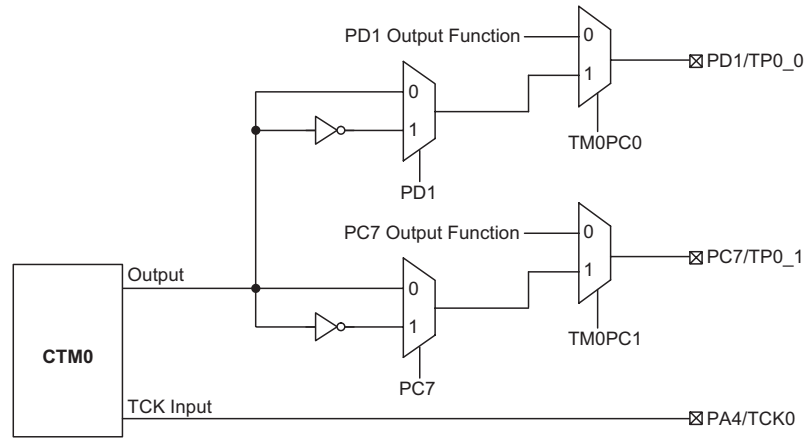 PD1 Output Function
0
1
PD1/TP0_0
TM0PC0
0
1
PD1
PC7 Output Function
0
1
PC7/TP0_1
TM0PC1
Output
0
1
PC7
CTM0
TCK Input
PA4/TCK0